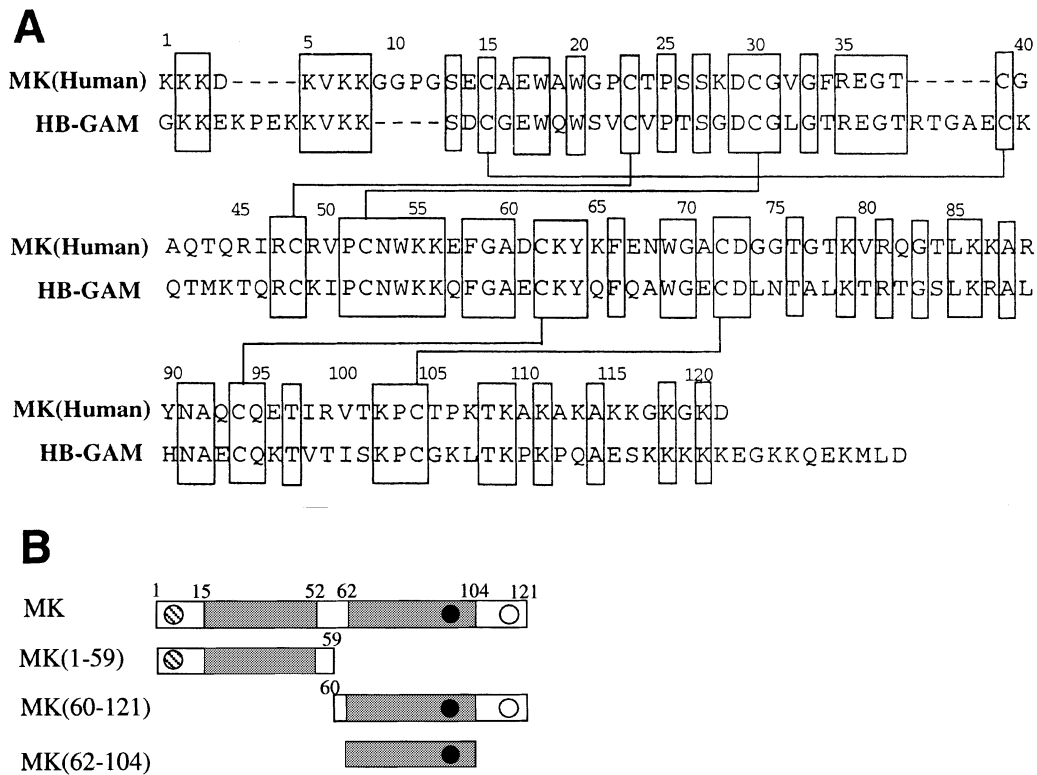 A
1 5 10 15 20 25 30 35 40
MK(Human) KKKD----KVKKGGPGSECAEWAWGPCTPSSKDCGVGFREGT-----CG
HB-GAM GKKEKPEKKVKK----SDCGEWQWSVCVPTSGDCGLGTREGTRTGAECK
45 50 55 60 65 70 75 80 85
MK(Human) AQTQRIRCRVPCNWKKEFGADCKYKFENWGACDGGTGTKVRQGTLKKAR
HB-GAM QTMKTQRCKIPCNWKKQFGAECKYQFQAWGECDLNTALKTRTGSLKRAL
90 95 100 105 110 115 120
MK(Human) YNAQCQETIRVTKPCTPKTKAKAKAKKGKGKD
HB-GAM HNAECQKTVTISKPCGKLTKPKPQAESKKKKKEGKKQEKMLD
B
1 15 52 62 104 121
MK
59
MK(1-59)
60
MK(60-121)
MK(62-104)